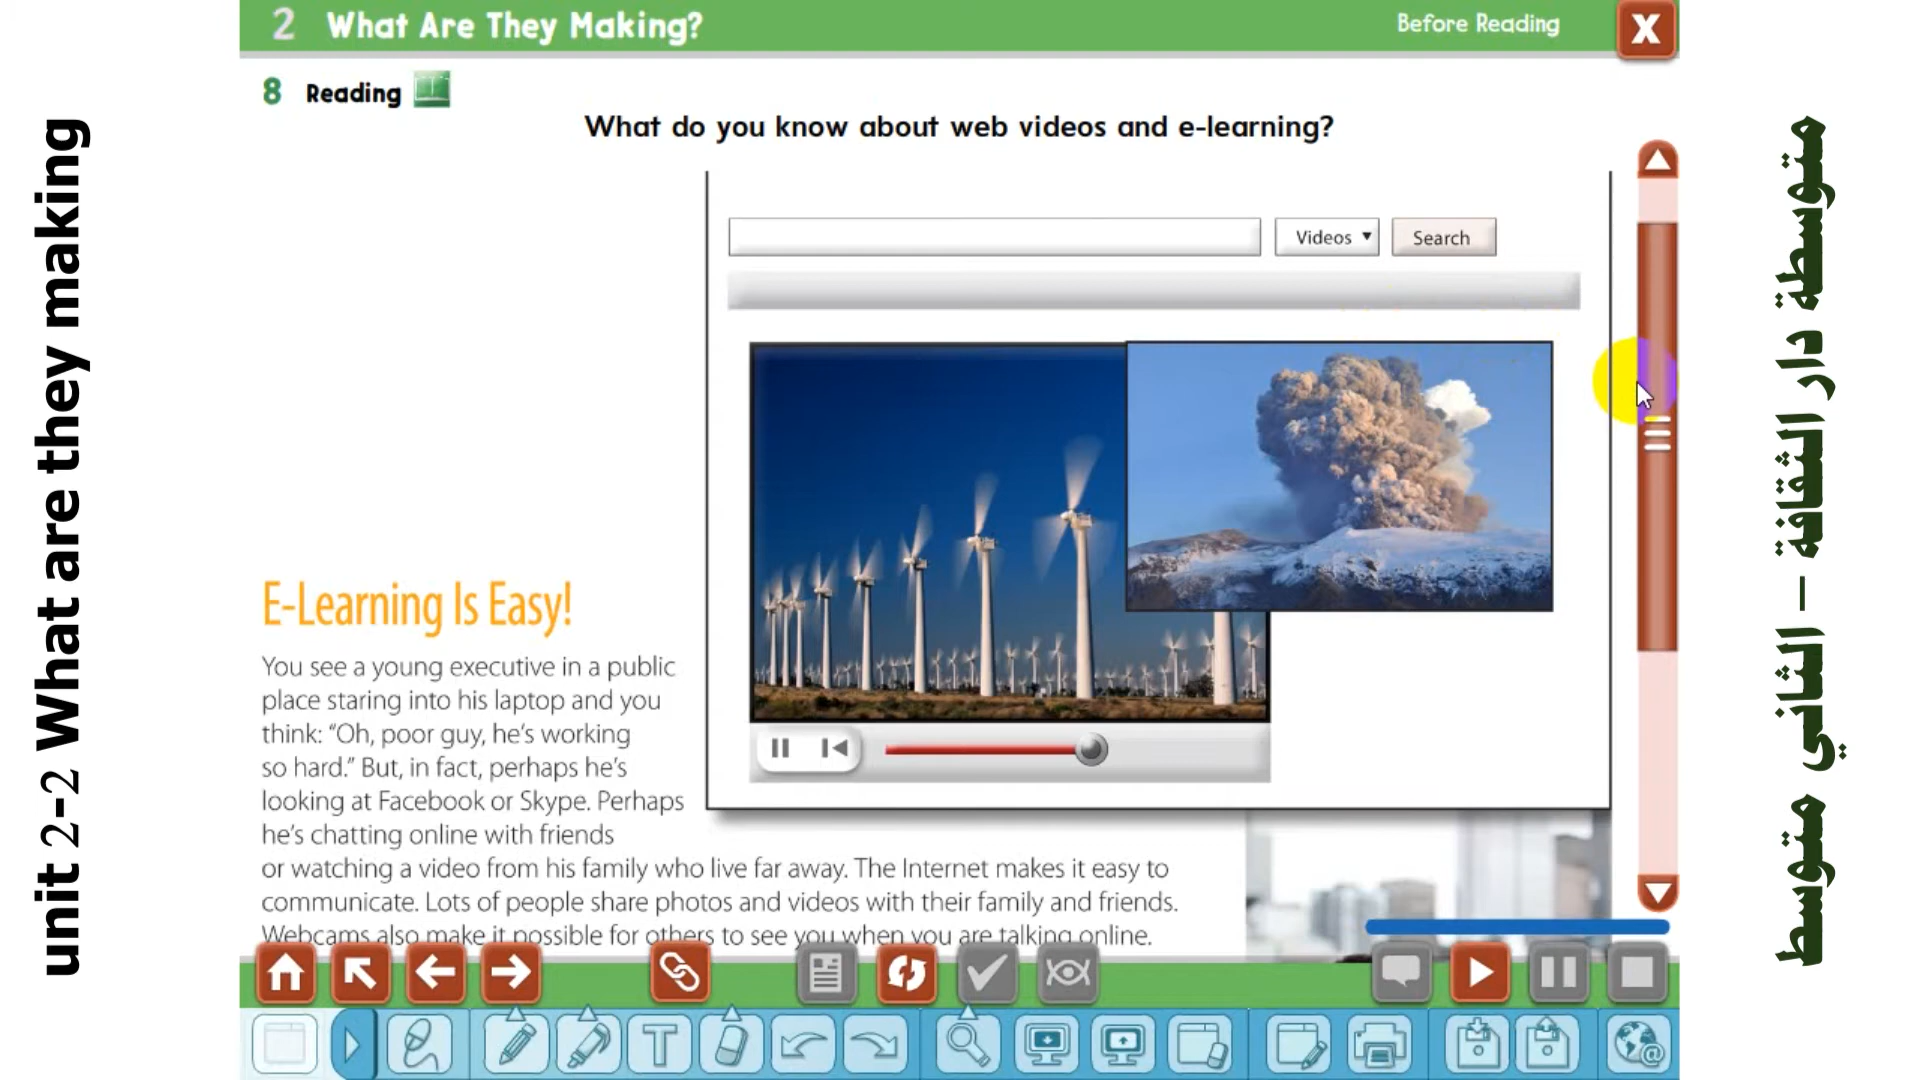 2 What Are They Making?
Before Reading
X
8 Reading
What do you know about web videos and e-learning?
Videos
Search
E-Learning Is Easy!
You see a young executive in a public
place staring into his laptop and you
think: “Oh, poor guy, he’s working
so hard.” But, in fact, perhaps he’s
looking at Facebook or Skype. Perhaps
he’s chatting online with friends
or watching a video from his family who live far away. The Internet makes it easy to
communicate. Lots of people share photos and videos with their family and friends.
Webcams also make it possible for others to see you when you are talking online.
unit 2-2 What are they making
متوسطة دار الثقافة – الثاني متوسط
T
@